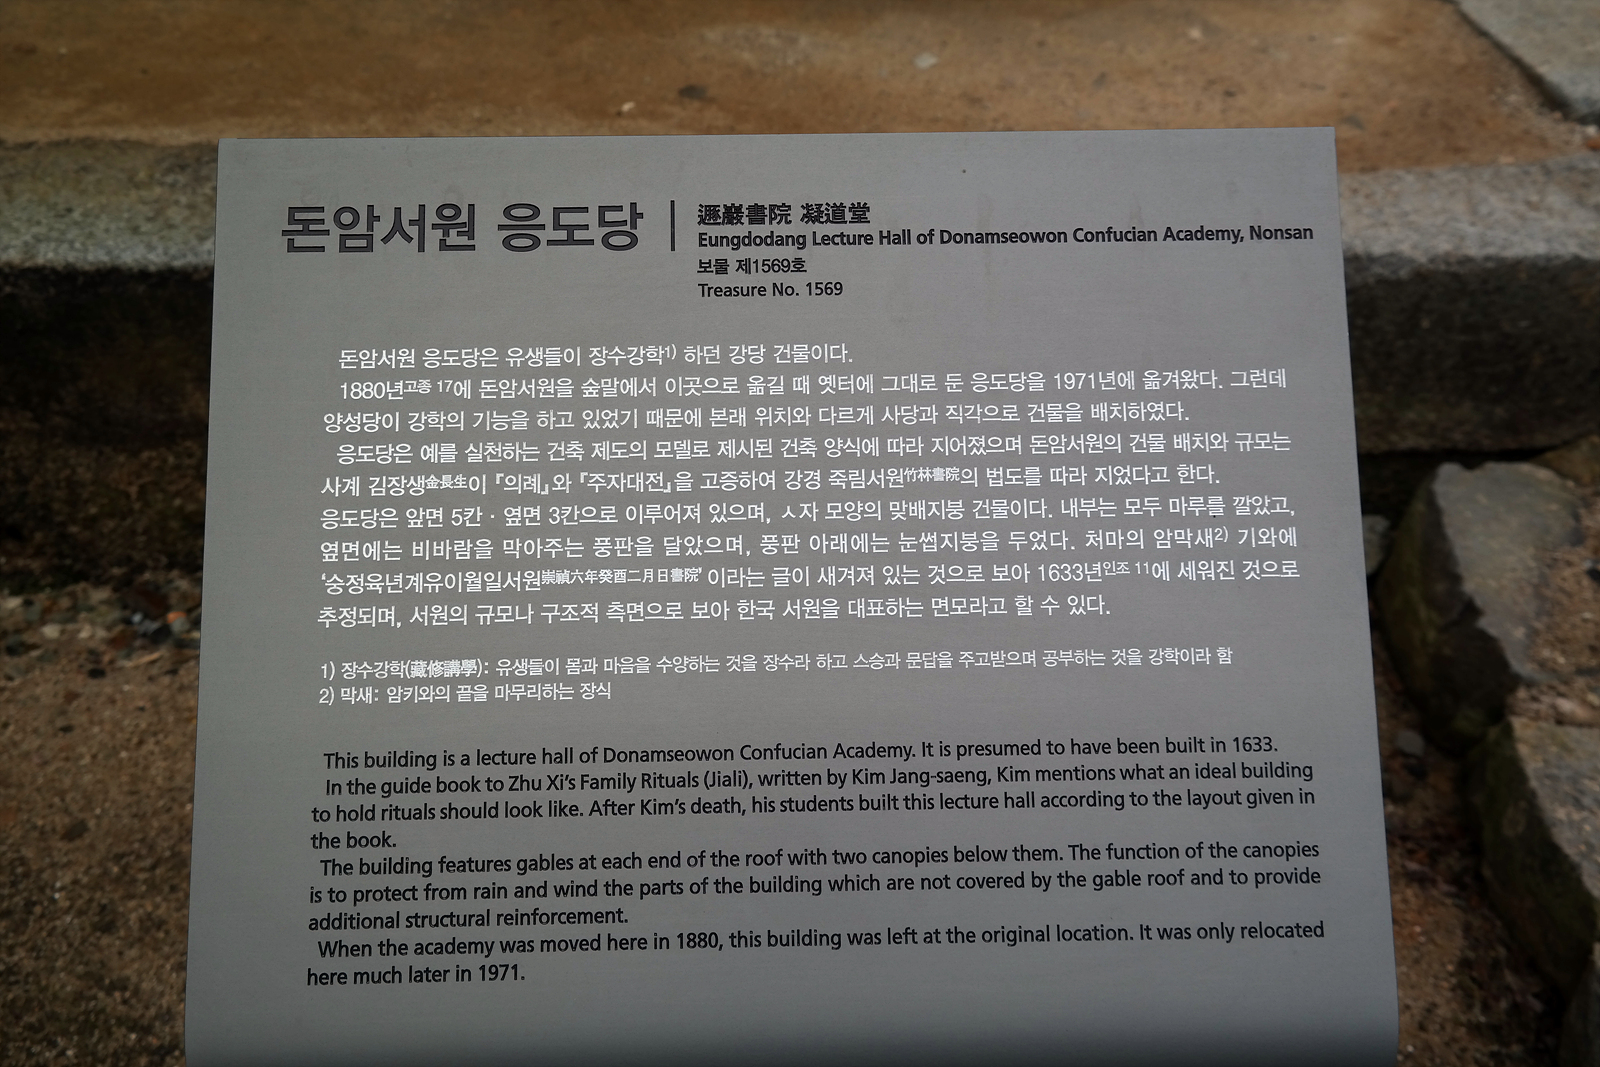 돈암서원 응도당
遯巖書院 凝道堂
Eungdodang Lecture Hall of Donamseowon Confucian Academy, Nonsan
보물 제1569호
Treasure No. 1569
돈암서원 응도당은 유생들이 장수강학1) 하던 강당 건물이다.
1880년고종 17에 돈암서원을 숲말에서 이곳으로 옮길 때 옛터에 그대로 둔 응도당을 1971년에 옮겨왔다. 그런데
양성당이 강학의 기능을 하고 있었기 때문에 본래 위치와 다르게 사당과 직각으로 건물을 배치하였다.
응도당은 예를 실천하는 건축 제도의 모델로 제시된 건축 양식에 따라 지어졌으며 돈암서원의 건물 배치와 규모는
사계 김장생金長生이 『의례』와 『주자대전』을 고증하여 강경 죽림서원竹林書院의 법도를 따라 지었다고 한다.
응도당은 앞면 5칸 · 옆면 3칸으로 이루어져 있으며, ㅅ자 모양의 맞배지붕 건물이다. 내부는 모두 마루를 깔았고,
옆면에는 비바람을 막아주는 풍판을 달았으며, 풍판 아래에는 눈썹지붕을 두었다. 처마의 암막새2) 기와에
‘숭정육년계유이월일서원崇禎六年癸酉二月日書院’ 이라는 글이 새겨져 있는 것으로 보아 1633년인조 11에 세워진 것으로
추정되며, 서원의 규모나 구조적 측면으로 보아 한국 서원을 대표하는 면모라고 할 수 있다.
1) 장수강학(藏修講學): 유생들이 몸과 마음을 수양하는 것을 장수라 하고 스승과 문답을 주고받으며 공부하는 것을 강학이라 함
2) 막새: 암키와의 끝을 마무리하는 장식
This building is a lecture hall of Donamseowon Confucian Academy. It is presumed to have been built in 1633.
In the guide book to Zhu Xi's Family Rituals (Jiali), written by Kim Jang-saeng, Kim mentions what an ideal building
to hold rituals should look like. After Kim's death, his students built this lecture hall according to the layout given in
the book.
The building features gables at each end of the roof with two canopies below them. The function of the canopies
is to protect from rain and wind the parts of the building which are not covered by the gable roof and to provide
additional structural reinforcement.
When the academy was moved here in 1880, this building was left at the original location. It was only relocated
here much later in 1971.